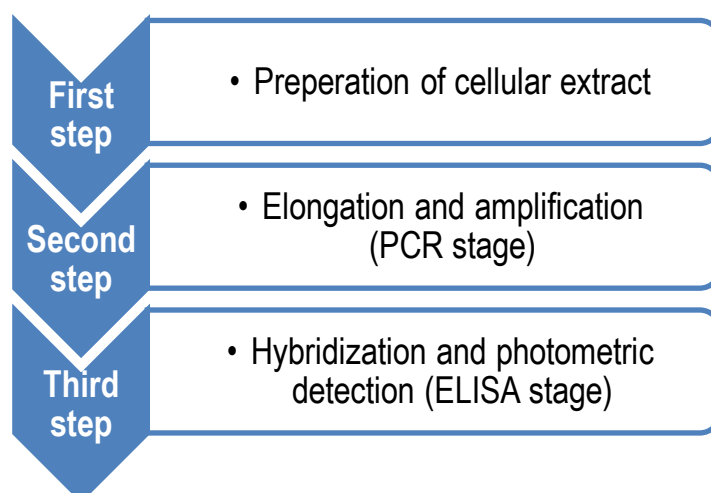 First
step
• Preperation of cellular extract
Second
step
• Elongation and amplification
(PCR stage)
Third
step
• Hybridization and photometric
detection (ELISA stage)